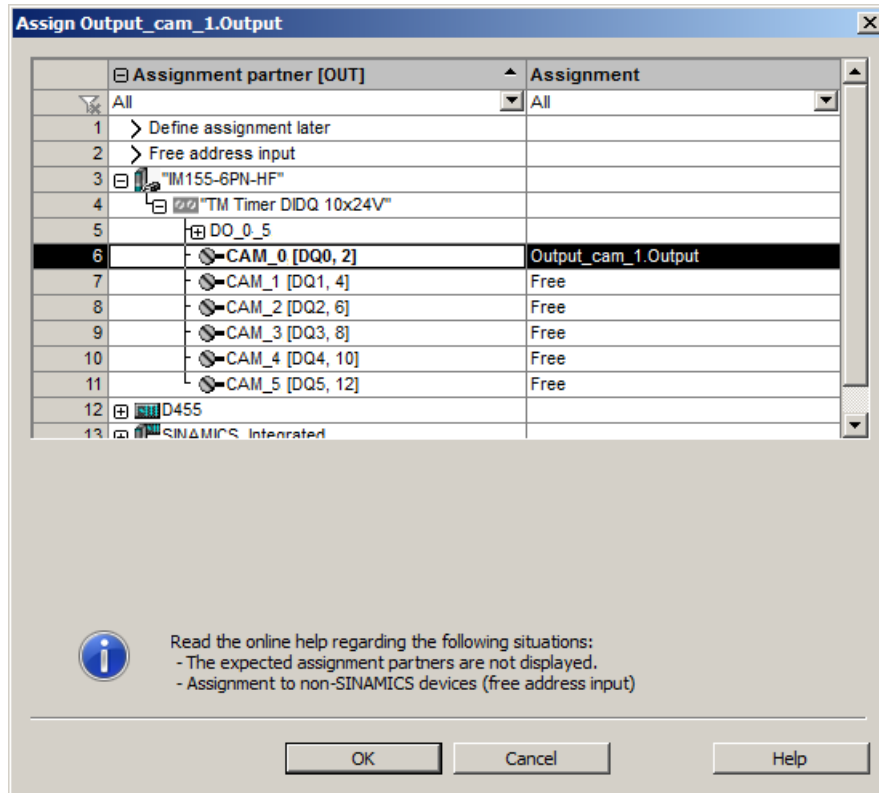 Assign Output_cam_1.Output
Assignment partner [OUT] Assignment
All All
1 Define assignment later
2 Free address input
3 "IM155-6PN-HF"
4 "TM Timer DIDQ 10x24V"
5 DO_0_5
6 CAM_0 [DQ0, 2] Output_cam_1.Output
7 CAM_1 [DQ1, 4] Free
8 CAM_2 [DQ2, 6] Free
9 CAM_3 [DQ3, 8] Free
10 CAM_4 [DQ4, 10] Free
11 CAM_5 [DQ5, 12] Free
12 D455
13 SINAMICS_Integrated
Read the online help regarding the following situations:
- The expected assignment partners are not displayed.
- Assignment to non-SINAMICS devices (free address input)
OK Cancel Help